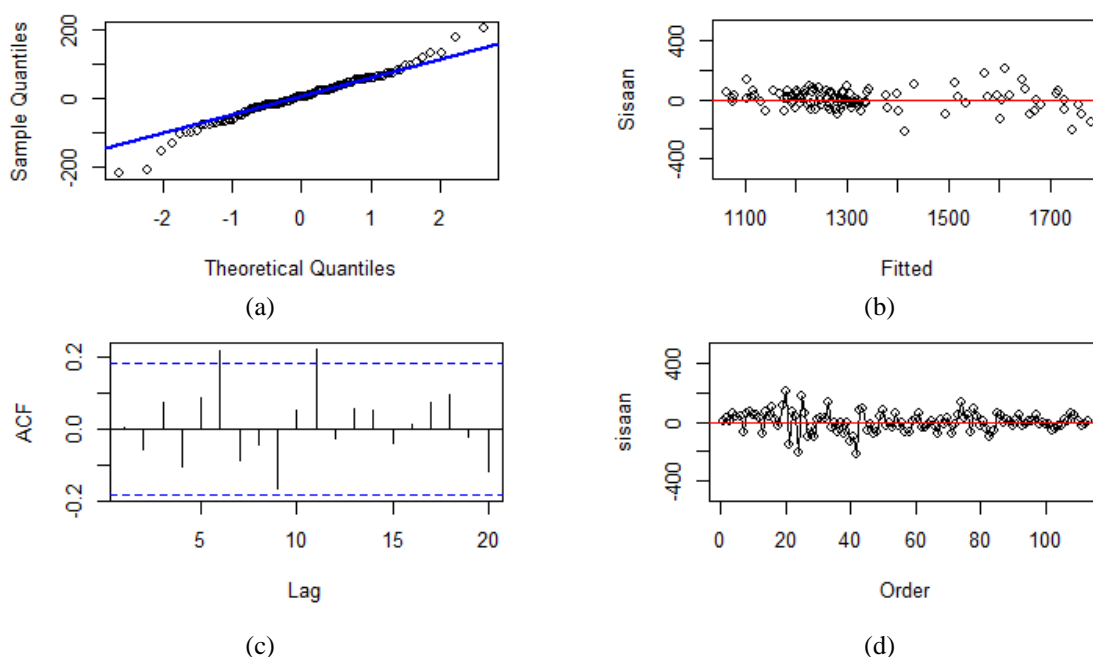 Sample Quantiles
200
0
-200
-2
-1
0
1
2
Theoretical Quantiles
(a)
Sisaan
400
0
-400
1100
1300
1500
1700
Fitted
(b)
ACF
0.2
0.0
-0.2
5
10
15
20
Lag
(c)
sisaan
400
0
-400
0
20
40
60
80
100
Order
(d)